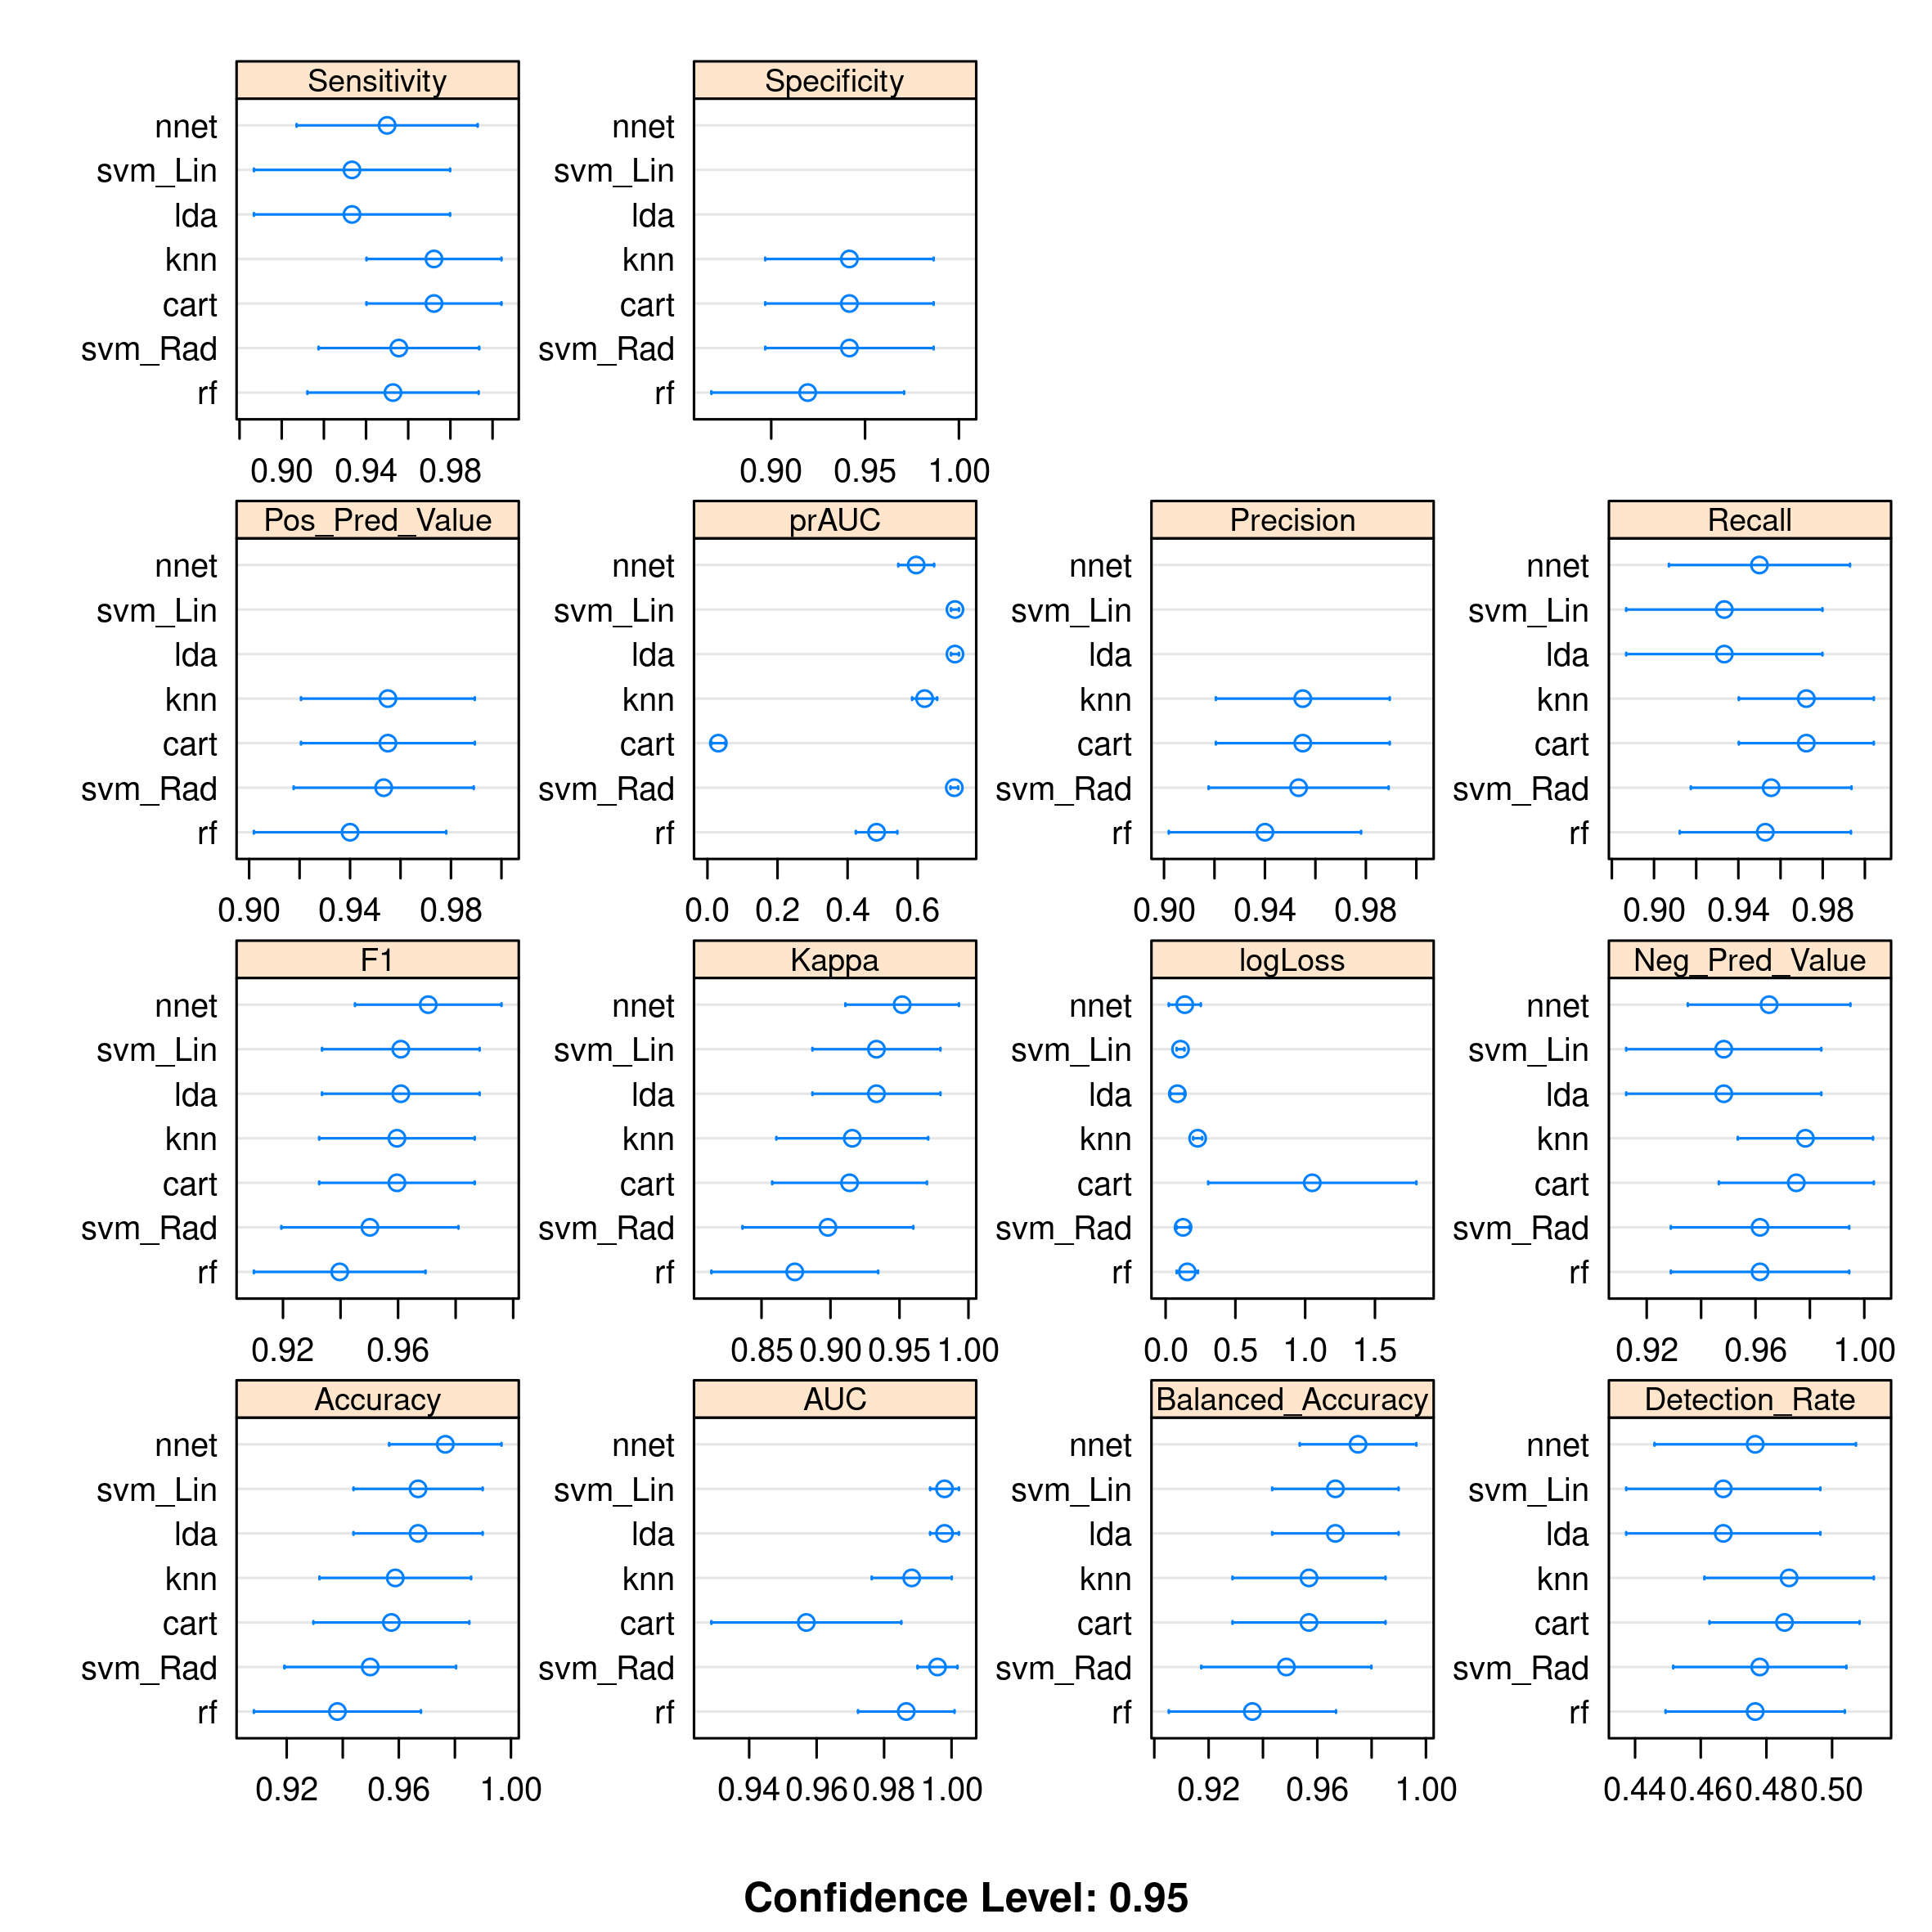 Sensitivity
nnet
svm_Lin
lda
knn
cart
svm_Rad
rf
0.90 0.94 0.98
Specificity
nnet
svm_Lin
lda
knn
cart
svm_Rad
rf
0.90 0.95 1.00
Pos_Pred_Value
nnet
svm_Lin
lda
knn
cart
svm_Rad
rf
0.90 0.94 0.98
prAUC
nnet
svm_Lin
lda
knn
cart
svm_Rad
rf
0.0 0.2 0.4 0.6
Precision
nnet
svm_Lin
lda
knn
cart
svm_Rad
rf
0.90 0.94 0.98
Recall
nnet
svm_Lin
lda
knn
cart
svm_Rad
rf
0.90 0.94 0.98
F1
nnet
svm_Lin
lda
knn
cart
svm_Rad
rf
0.92 0.96
Kappa
nnet
svm_Lin
lda
knn
cart
svm_Rad
rf
0.85 0.90 0.95 1.00
logLoss
nnet
svm_Lin
lda
knn
cart
svm_Rad
rf
0.0 0.5 1.0 1.5
Neg_Pred_Value
nnet
svm_Lin
lda
knn
cart
svm_Rad
rf
0.92 0.96 1.00
Accuracy
nnet
svm_Lin
lda
knn
cart
svm_Rad
rf
0.92 0.96 1.00
AUC
nnet
svm_Lin
lda
knn
cart
svm_Rad
rf
0.94 0.96 0.98 1.00
Balanced_Accuracy
nnet
svm_Lin
lda
knn
cart
svm_Rad
rf
0.92 0.96 1.00
Detection_Rate
nnet
svm_Lin
lda
knn
cart
svm_Rad
rf
0.44 0.46 0.48 0.50
Confidence Level: 0.95